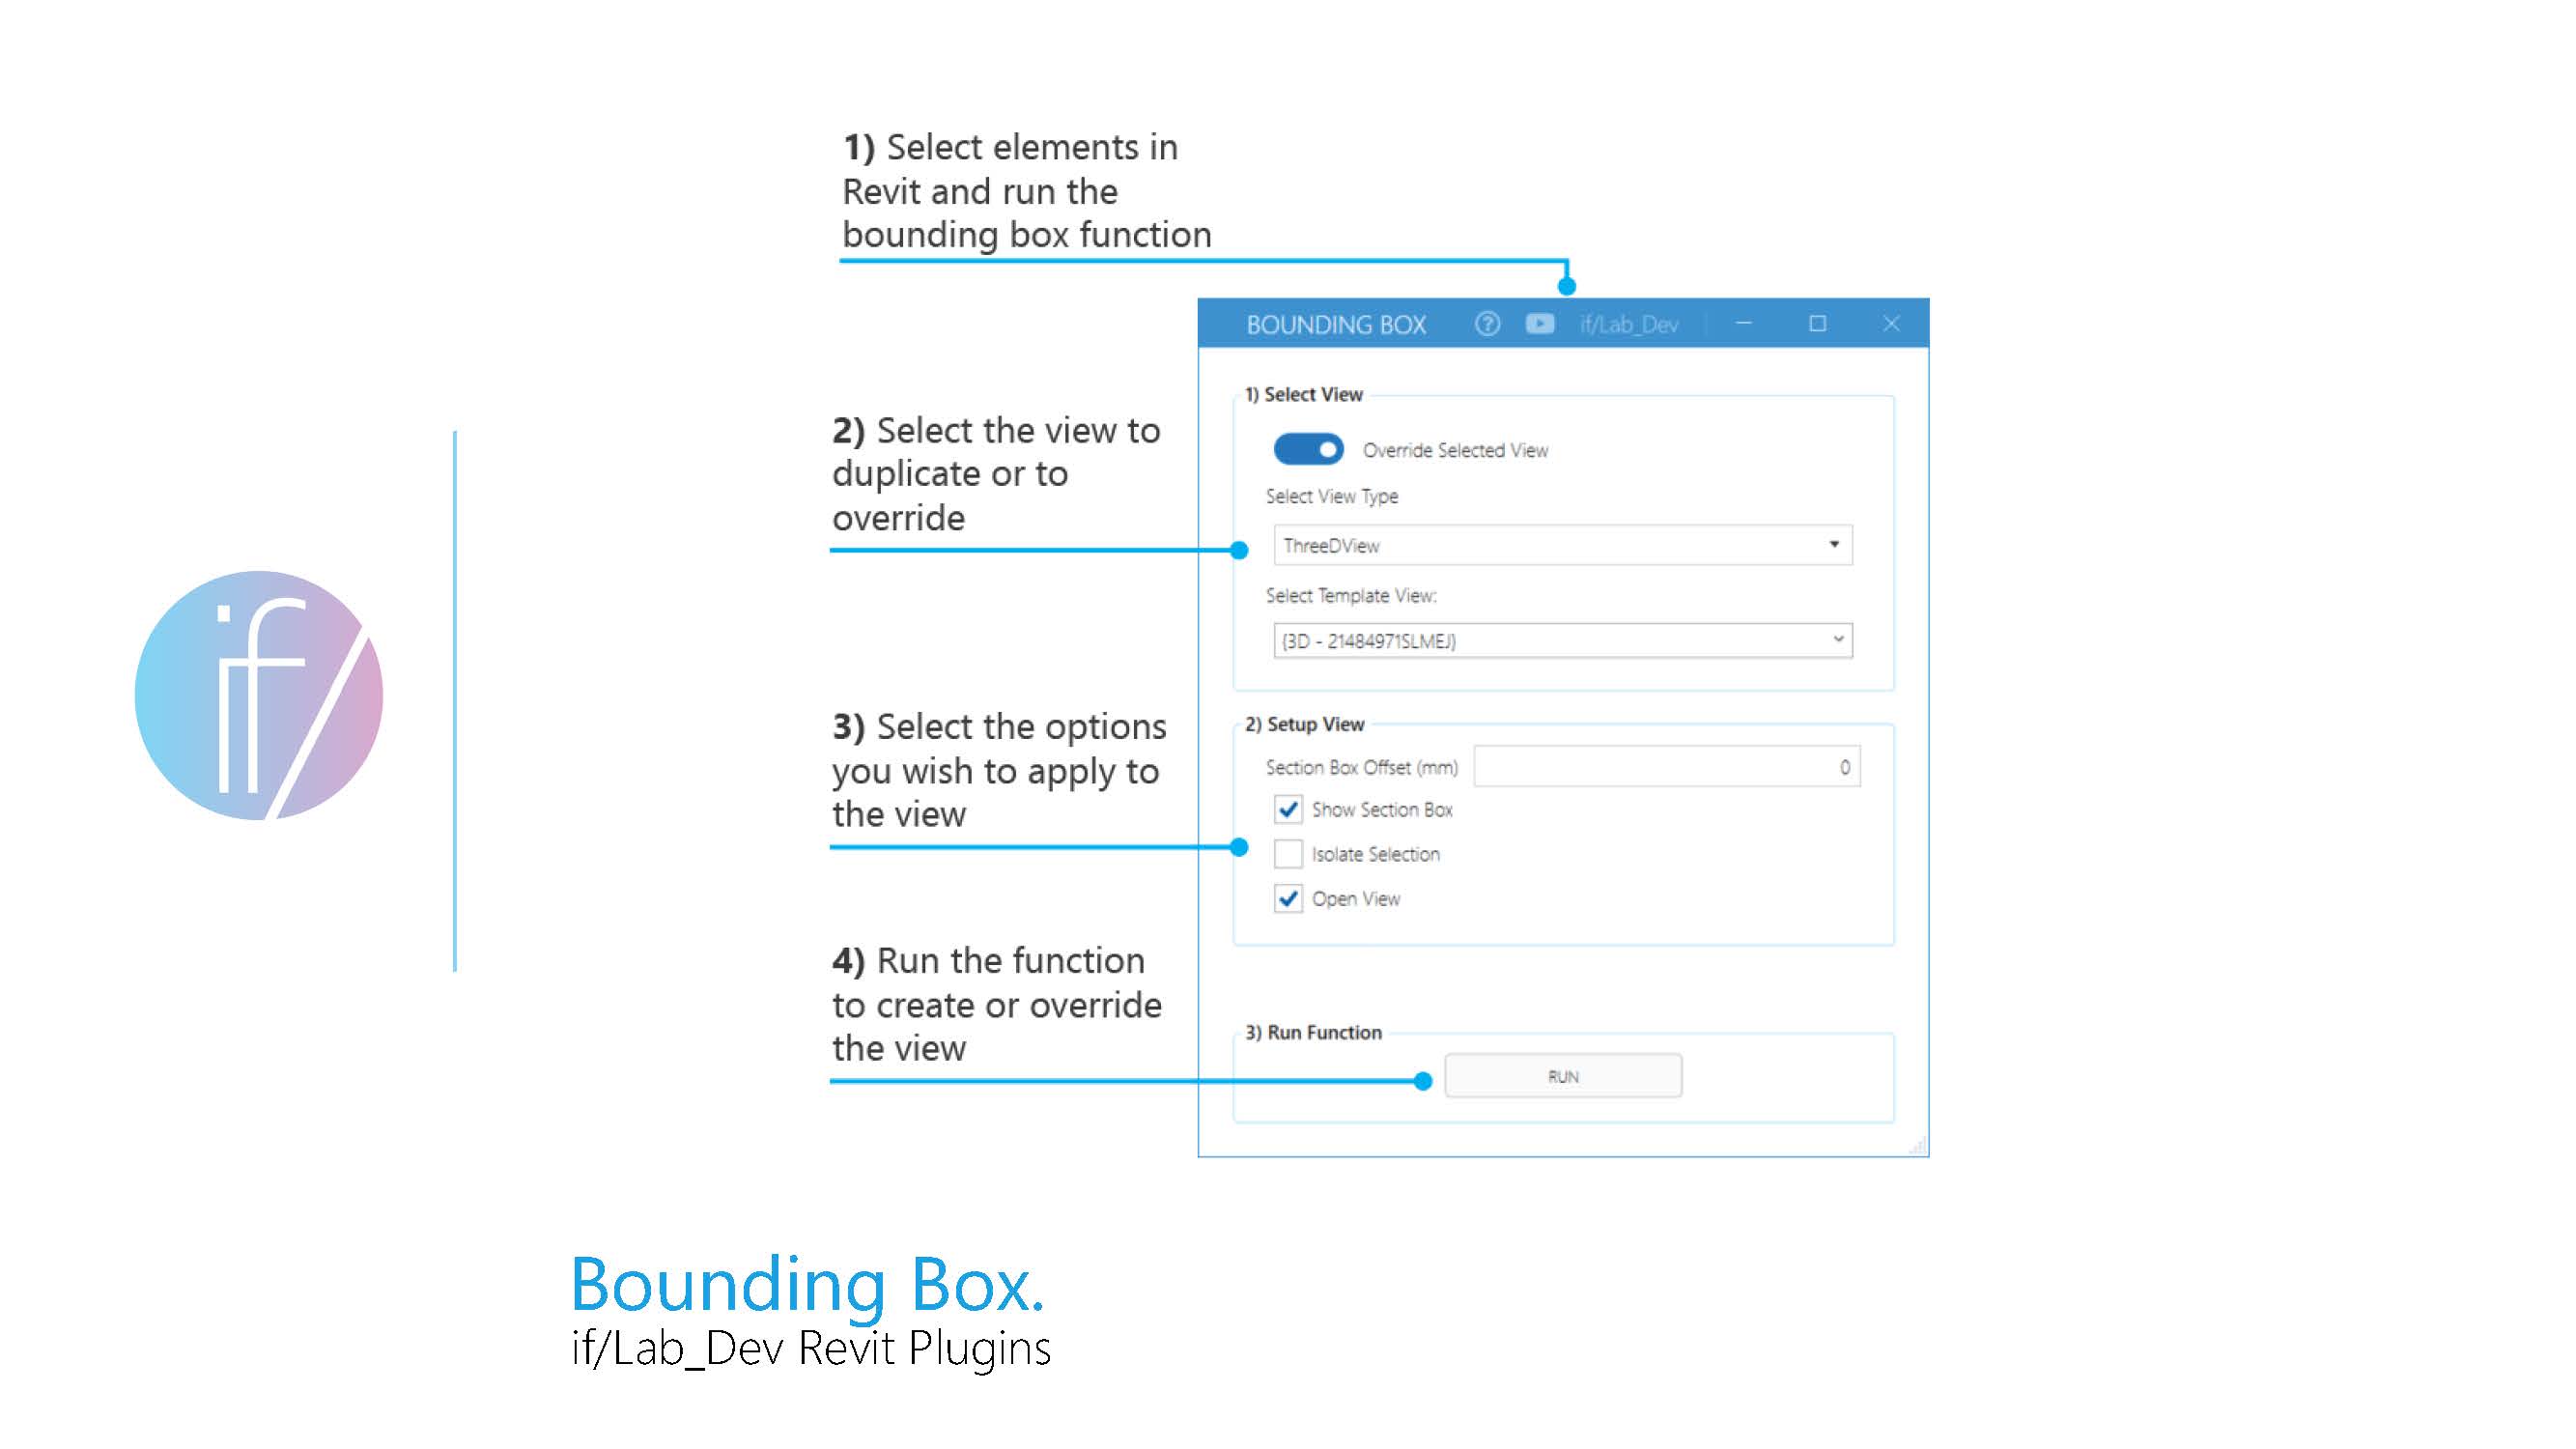 1) Select elements in
Revit and run the
bounding box function
BOUNDING BOX if/Lab_Dev
2) Select the view to
duplicate or to
override
1) Select View
Override Selected View
Select View Type
ThreeDView
Select Template View:
{3D - 21484971SLMEJ}
3) Select the options
you wish to apply to
the view
2) Setup View
Section Box Offset (mm) 0
Show Section Box
Isolate Selection
Open View
4) Run the function
to create or override
the view
3) Run Function
RUN
if/
Bounding Box.
if/Lab_Dev Revit Plugins